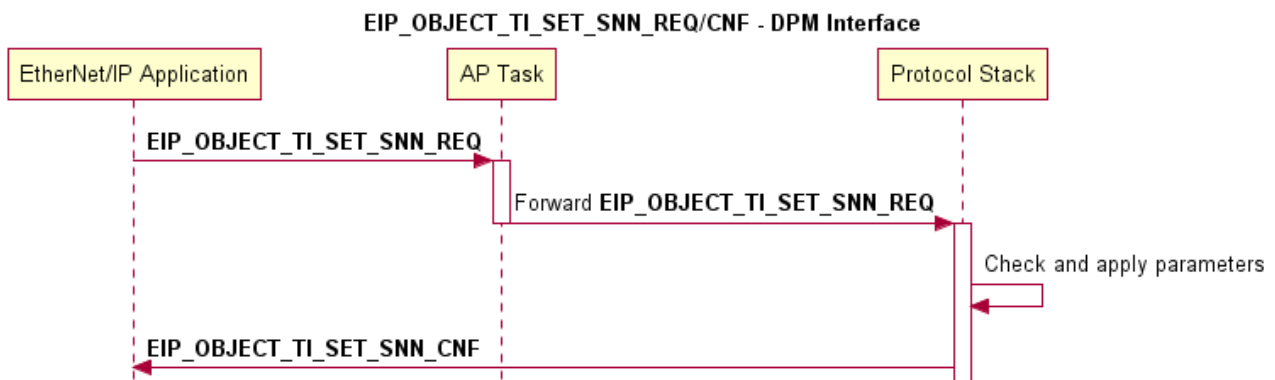 EIP_OBJECT_TI_SET_SNN_REQ/CNF - DPM Interface
EtherNet/IP Application
AP Task
Protocol Stack
EIP_OBJECT_TI_SET_SNN_REQ
Forward EIP_OBJECT_TI_SET_SNN_REQ
Check and apply parameters
EIP_OBJECT_TI_SET_SNN_CNF